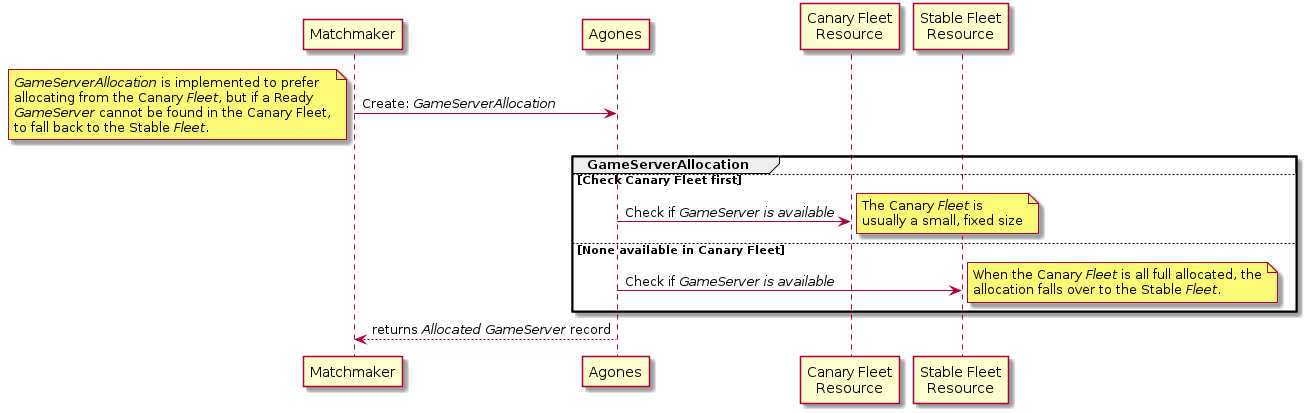 Matchmaker
Agones
Canary Fleet
Resource
Stable Fleet
Resource
GameServerAllocation is implemented to prefer
allocating from the Canary Fleet, but if a Ready
GameServer cannot be found in the Canary Fleet,
to fall back to the Stable Fleet.
Create: GameServerAllocation
GameServerAllocation
[Check Canary Fleet first]
Check if GameServer is available
The Canary Fleet is
usually a small, fixed size
[None available in Canary Fleet]
Check if GameServer is available
When the Canary Fleet is all full allocated, the
allocation falls over to the Stable Fleet.
returns Allocated GameServer record
Matchmaker
Agones
Canary Fleet
Resource
Stable Fleet
Resource